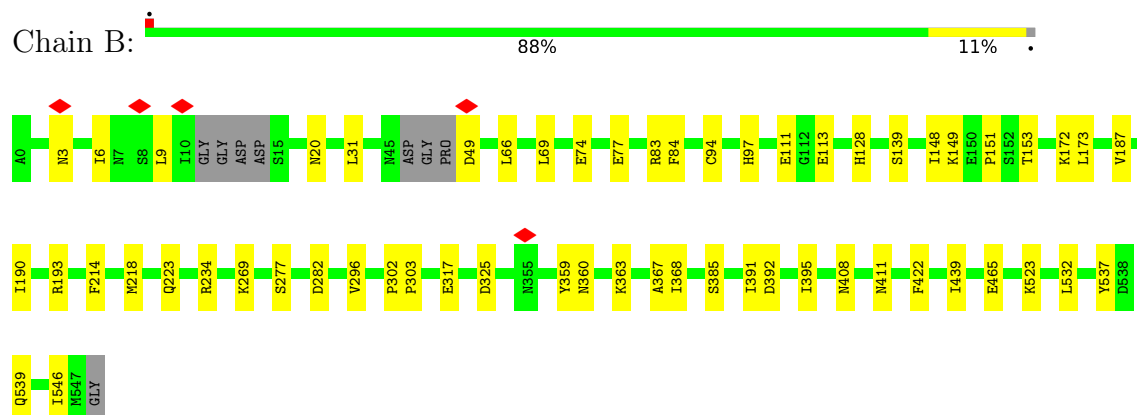 Chain B:
88%
11%
A0 N3 I6 N7 S8 L9 I10 GLY GLY ASP ASP S15 N20 L31 N45 ASP GLY PRO D49 L66 L69 E74 E77 R83 F84 C94 H97 E111 G112 E113 H128 S139 I148 K149 E150 P151 S152 T153 K172 L173 V187
I190 R193 F214 M218 Q223 R234 K269 S277 D282 V296 P302 P303 E317 D325 N355 Y359 N360 K363 A367 I368 S385 I391 D392 I395 N408 N411 F422 I439 E465 K523 L532 Y537 D538
Q539 I546 M547 GLY